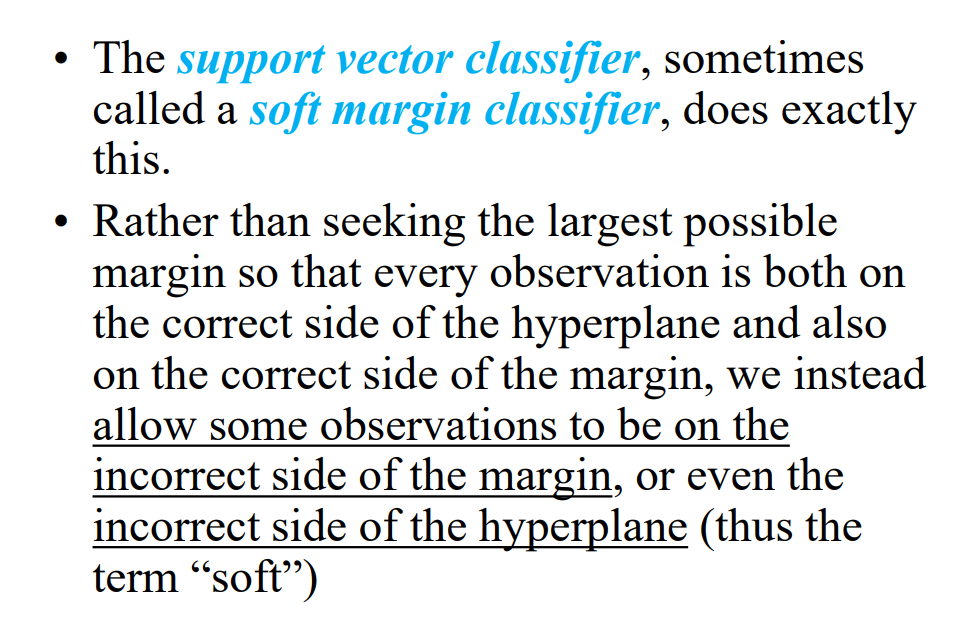 • The support vector classifier, sometimes
called a soft margin classifier, does exactly
this.
• Rather than seeking the largest possible
margin so that every observation is both on
the correct side of the hyperplane and also
on the correct side of the margin, we instead
allow some observations to be on the
incorrect side of the margin, or even the
incorrect side of the hyperplane (thus the
term “soft”)